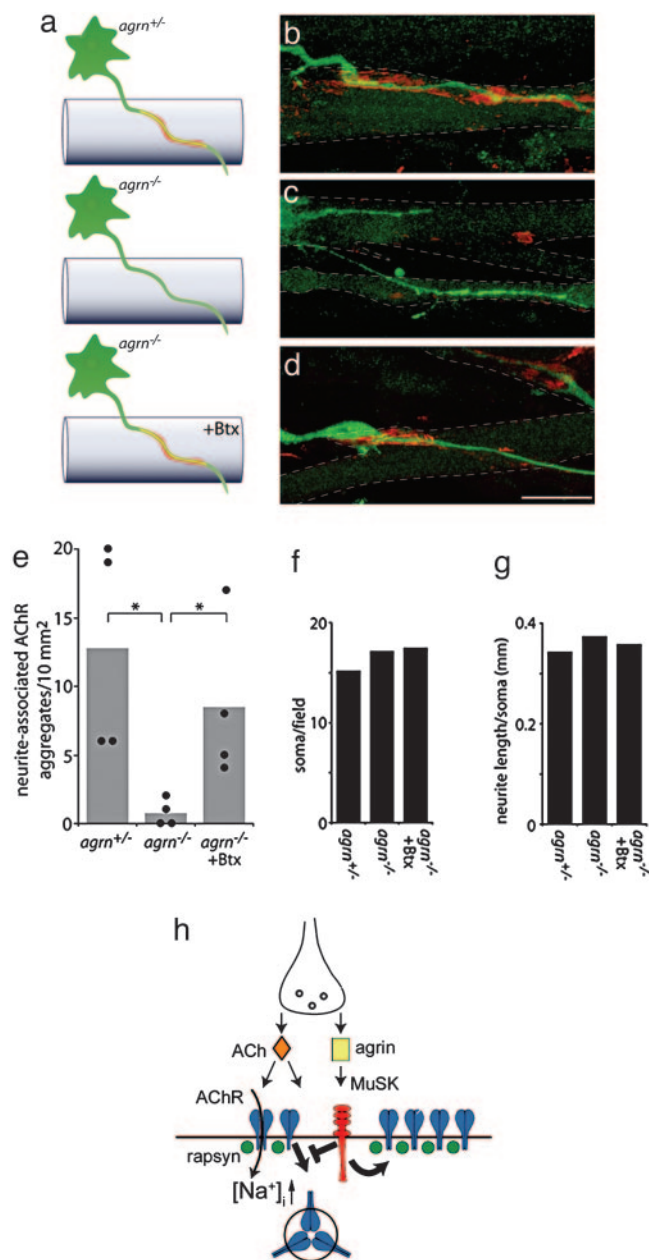 a
agrn+/-
b
agrn-/-
c
agrn-/-
+Btx
d
e
neurite-associated AChR
aggregates/10 mm²
20
15
10
5
0
*
*
agrn+/-
agrn-/-
agrn-/-
+Btx
f
soma/field
20
10
0
agrn+/-
agrn-/-
agrn-/-
+Btx
g
neurite length/soma (mm)
0.4
0.2
0
agrn+/-
agrn-/-
agrn-/-
+Btx
h
ACh
agrin
AChR
MuSK
rapsyn
[Na+]i